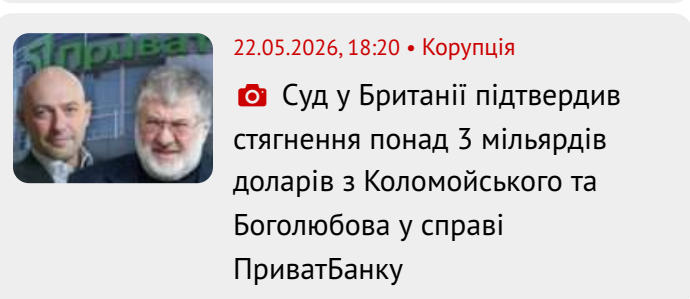 Приват
22.05.2026, 18:20 • Корупція
Суд у Британії підтвердив
стягнення понад 3 мільярдів
доларів з Коломойського та
Боголюбова у справі
ПриватБанку